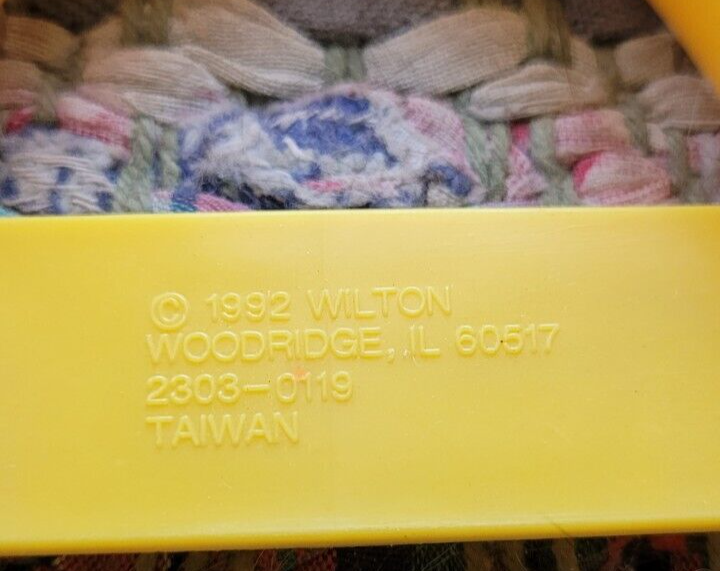 © 1992 WILTON
WOODRIDGE, IL 60517
2303-0119
TAIWAN